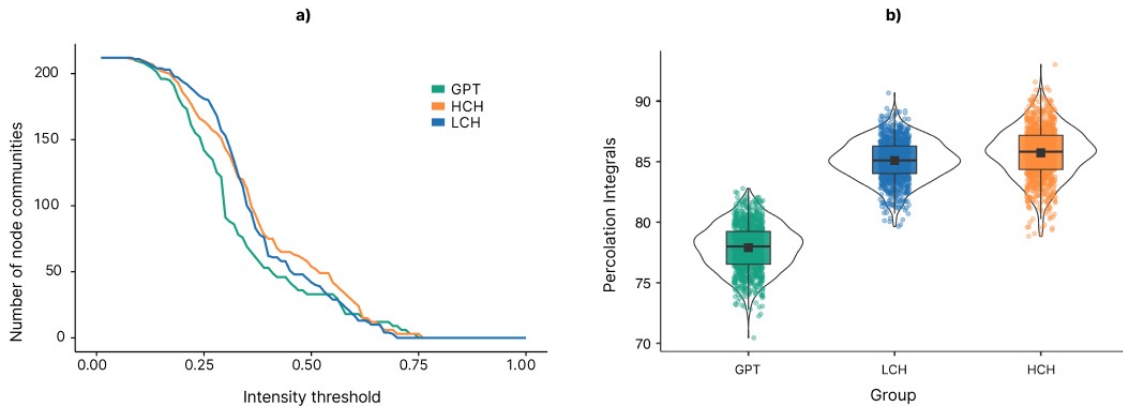 a)
Number of node communities
200
150
100
50
0
0.00 0.25 0.50 0.75 1.00
Intensity threshold
GPT
HCH
LCH
b)
Percolation Integrals
90
85
80
75
70
GPT LCH HCH
Group